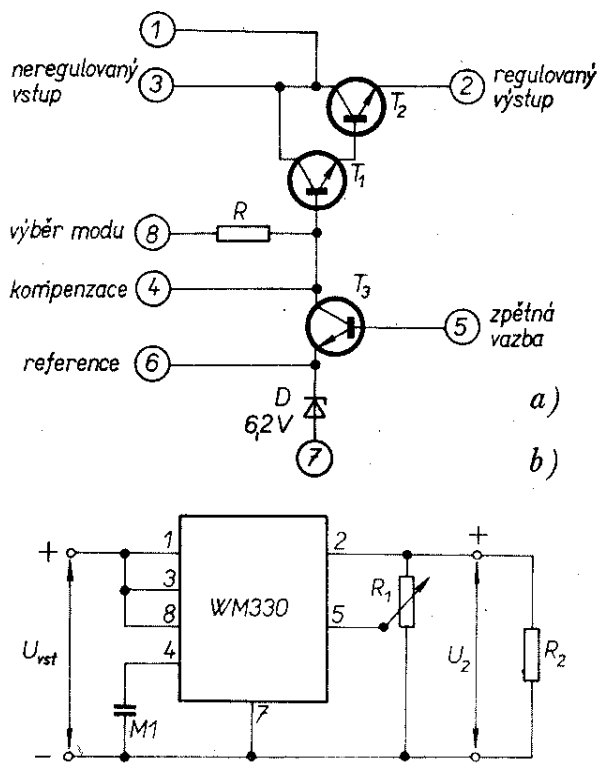 1
neregulovaný
vstup
3
2
regulovaný
výstup
T2
T1
R
výběr modu
8
kompenzace
4
T3
5
zpětná
vazba
reference
6
D
6,2V
7
a)
b)
+
1
2
+
3
R1
8
WM330
5
Uvst
4
U2
R2
M1
7
-